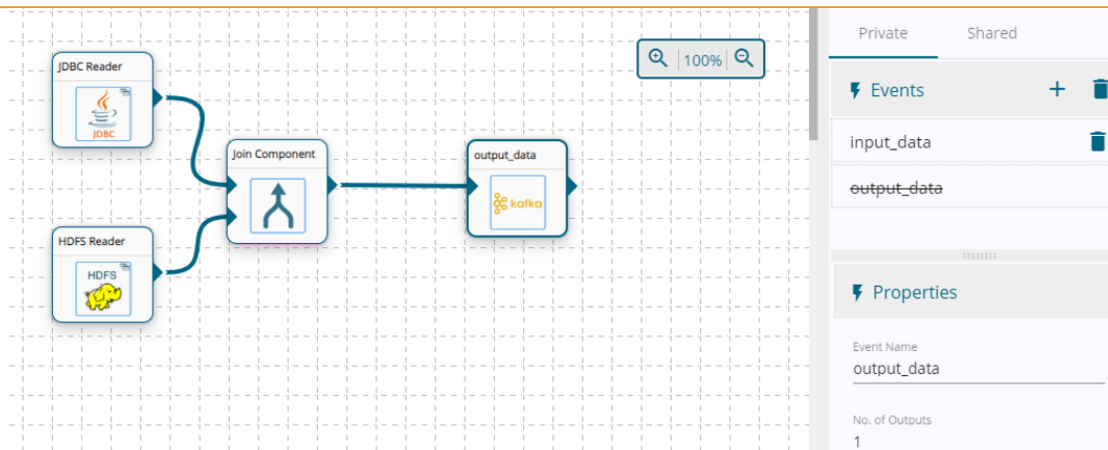 JDBC Reader
JDBC
HDFS Reader
HDFS
Join Component
output_data
kafka
100%
Private Shared
Events
input_data
output_data
Properties
Event Name
output_data
No. of Outputs
1